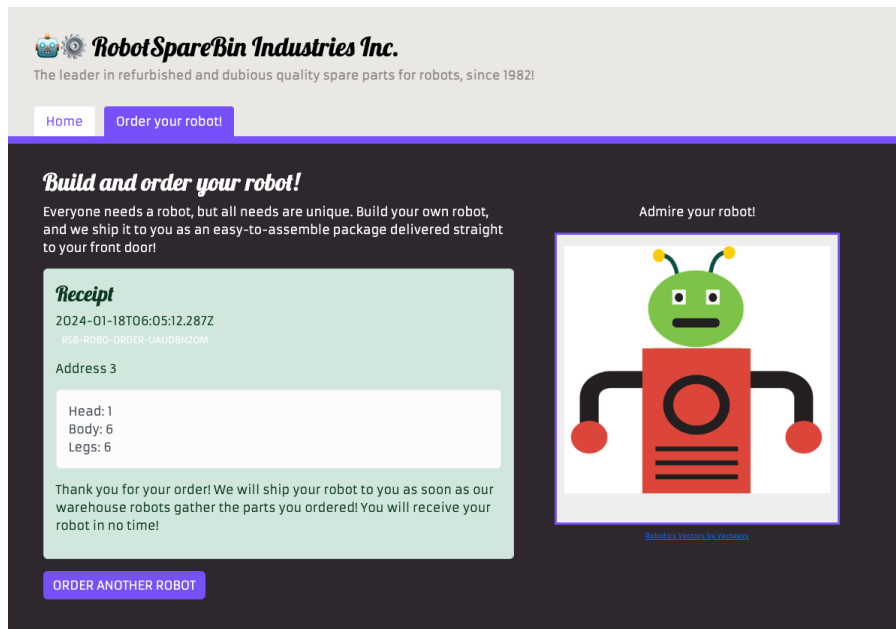 RobotSpareBin Industries Inc.
The leader in refurbished and dubious quality spare parts for robots, since 1982!
Home
Order your robot!
Build and order your robot!
Everyone needs a robot, but all needs are unique. Build your own robot,
and we ship it to you as an easy-to-assemble package delivered straight
to your front door!
Receipt
2024-01-18T06:05:12.287Z
Address 3
Head: 1
Body: 6
Legs: 6
Thank you for your order! We will ship your robot to you as soon as our
warehouse robots gather the parts you ordered! You will receive your
robot in no time!
ORDER ANOTHER ROBOT
Admire your robot!
Robotics Vectors by Vecteezy